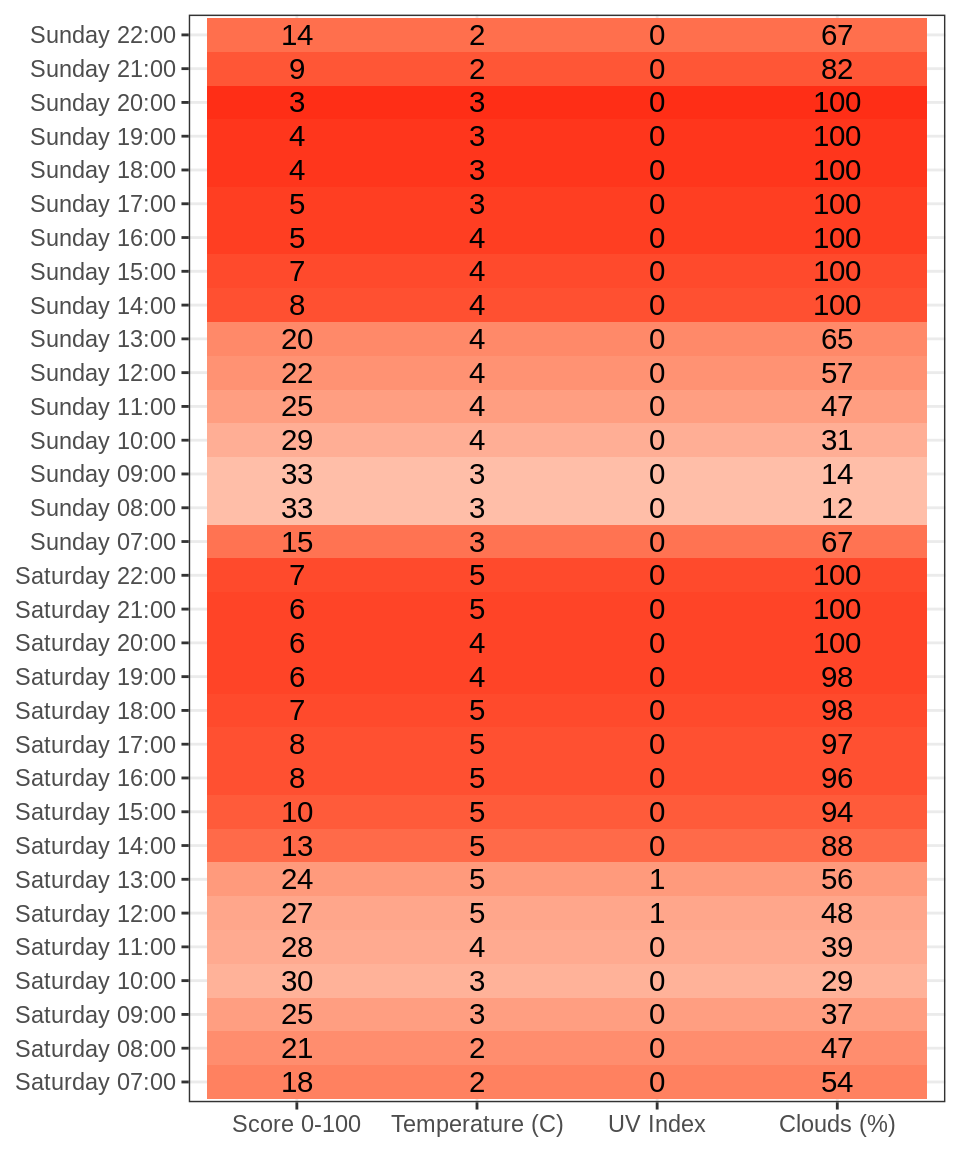 Sunday 22:00 14 2 0 67
Sunday 21:00 9 2 0 82
Sunday 20:00 3 3 0 100
Sunday 19:00 4 3 0 100
Sunday 18:00 4 3 0 100
Sunday 17:00 5 3 0 100
Sunday 16:00 5 4 0 100
Sunday 15:00 7 4 0 100
Sunday 14:00 8 4 0 100
Sunday 13:00 20 4 0 65
Sunday 12:00 22 4 0 57
Sunday 11:00 25 4 0 47
Sunday 10:00 29 4 0 31
Sunday 09:00 33 3 0 14
Sunday 08:00 33 3 0 12
Sunday 07:00 15 3 0 67
Saturday 22:00 7 5 0 100
Saturday 21:00 6 5 0 100
Saturday 20:00 6 4 0 100
Saturday 19:00 6 4 0 98
Saturday 18:00 7 5 0 98
Saturday 17:00 8 5 0 97
Saturday 16:00 8 5 0 96
Saturday 15:00 10 5 0 94
Saturday 14:00 13 5 0 88
Saturday 13:00 24 5 1 56
Saturday 12:00 27 5 1 48
Saturday 11:00 28 4 0 39
Saturday 10:00 30 3 0 29
Saturday 09:00 25 3 0 37
Saturday 08:00 21 2 0 47
Saturday 07:00 18 2 0 54
Score 0-100 Temperature (C) UV Index Clouds (%)